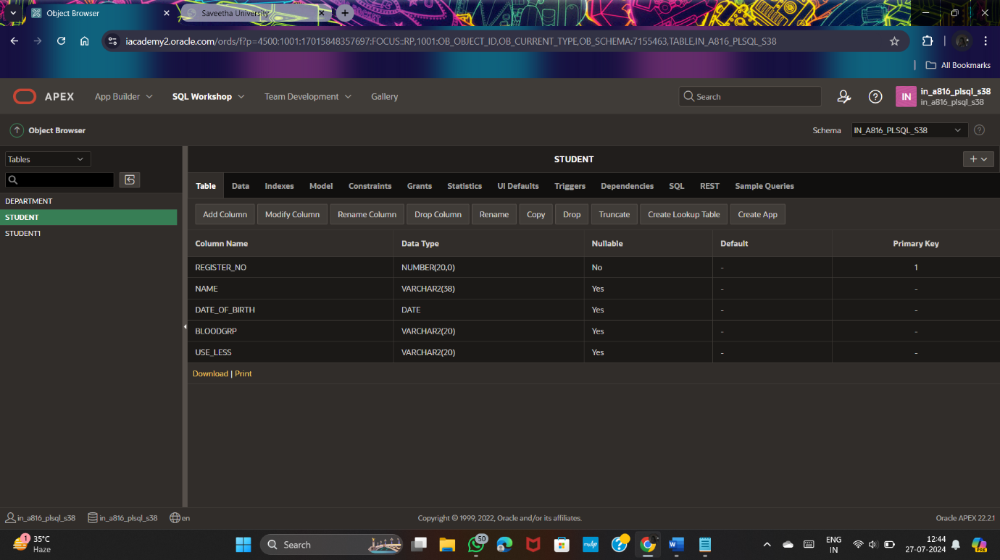 Object Browser
Saveetha University
iacademy2.oracle.com/ords/f?p=4500:1001:17015848357697:FOCUS::RP,1001:OB_OBJECT_ID,OB_CURRENT_TYPE,OB_SCHEMA:7155463,TABLE,IN_A816_PLSQL_S38
All Bookmarks
APEX App Builder SQL Workshop Team Development Gallery Search IN in_a816_plsql_s38
in_a816_plsql_s38
Object Browser Schema IN_A816_PLSQL_S38
Tables
STUDENT
Table Data Indexes Model Constraints Grants Statistics UI Defaults Triggers Dependencies SQL REST Sample Queries
DEPARTMENT
STUDENT
STUDENT1
Add Column Modify Column Rename Column Drop Column Rename Copy Drop Truncate Create Lookup Table Create App
Column Name Data Type Nullable Default Primary Key
REGISTER_NO NUMBER(20,0) No - 1
NAME VARCHAR2(38) Yes - -
DATE_OF_BIRTH DATE Yes - -
BLOODGRP VARCHAR2(20) Yes - -
USE_LESS VARCHAR2(20) Yes - -
Download | Print
in_a816_plsql_s38 in_a816_plsql_s38 en Copyright © 1999, 2022, Oracle and/or its affiliates. Oracle APEX 22.2.1
1 35°C
Haze
Search
50
myhp
PRE
ENG
IN
12:44
27-07-2024